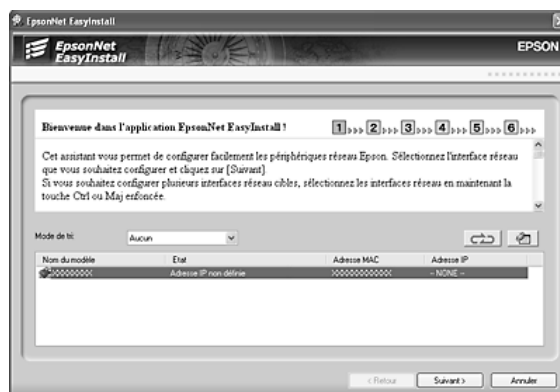 EpsonNet EasyInstall
EpsonNet
EasyInstall
EPSON
Bienvenue dans l'application EpsonNet EasyInstall !
1 >>> 2 >>> 3 >>> 4 >>> 5 >>> 6 >>>
Cet assistant vous permet de configurer facilement les périphériques réseau Epson. Sélectionnez l'interface réseau
que vous souhaitez configurer et cliquez sur [Suivant].
Si vous souhaitez configurer plusieurs interfaces réseau cibles, sélectionnez les interfaces réseau en maintenant la
touche Ctrl ou Maj enfoncée.
Mode de tri: Aucun
Nom du modèle Etat Adresse MAC Adresse IP
XXXXXXXX Adresse IP non définie XXXXXXXXXXXX -- NONE --
< Retour Suivant > Annuler